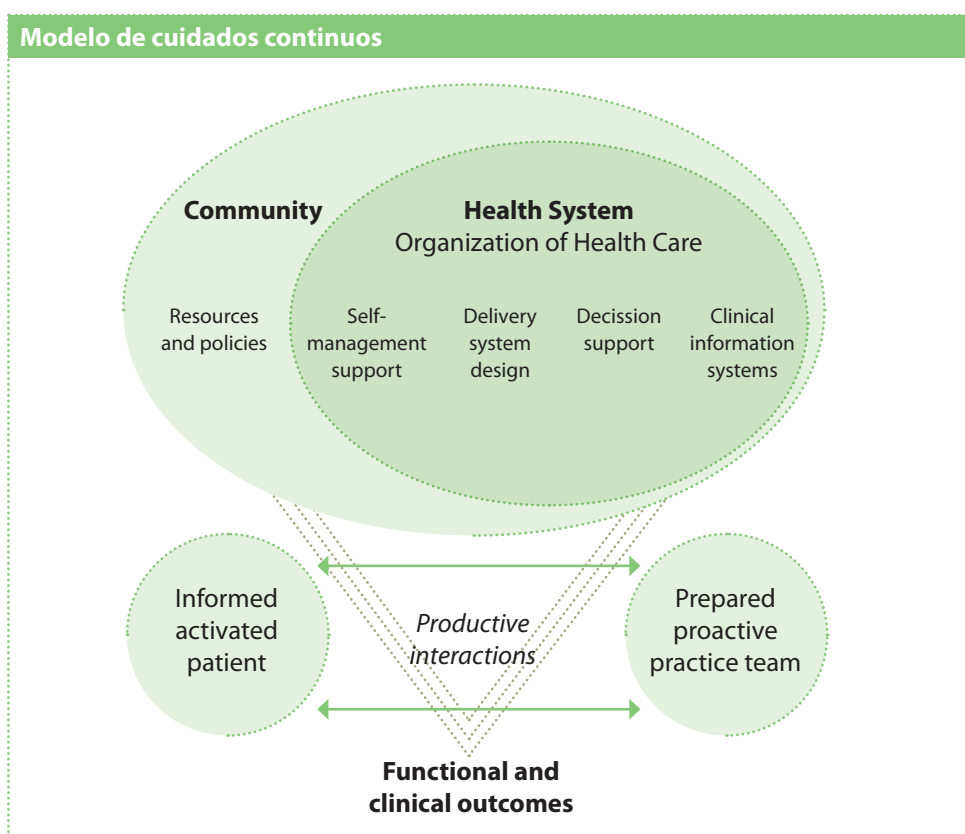 Modelo de cuidados continuos
Community
Health System
Organization of Health Care
Resources
and policies
Self-
management
support
Delivery
system
design
Decission
support
Clinical
information
systems
Informed
activated
patient
Productive
interactions
Prepared
proactive
practice team
Functional and
clinical outcomes